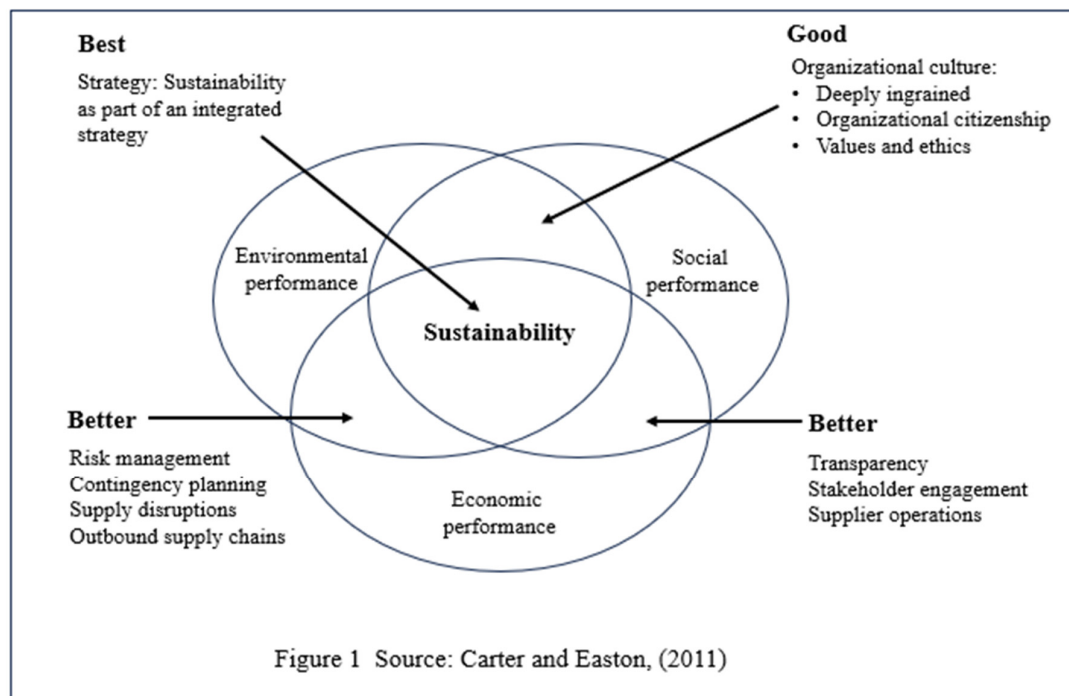 Best
Strategy: Sustainability
as part of an integrated
strategy
Good
Organizational culture:
• Deeply ingrained
• Organizational citizenship
• Values and ethics
Environmental
performance
Social
performance
Sustainability
Better
Risk management
Contingency planning
Supply disruptions
Outbound supply chains
Better
Transparency
Stakeholder engagement
Supplier operations
Economic
performance
Figure 1 Source: Carter and Easton, (2011)